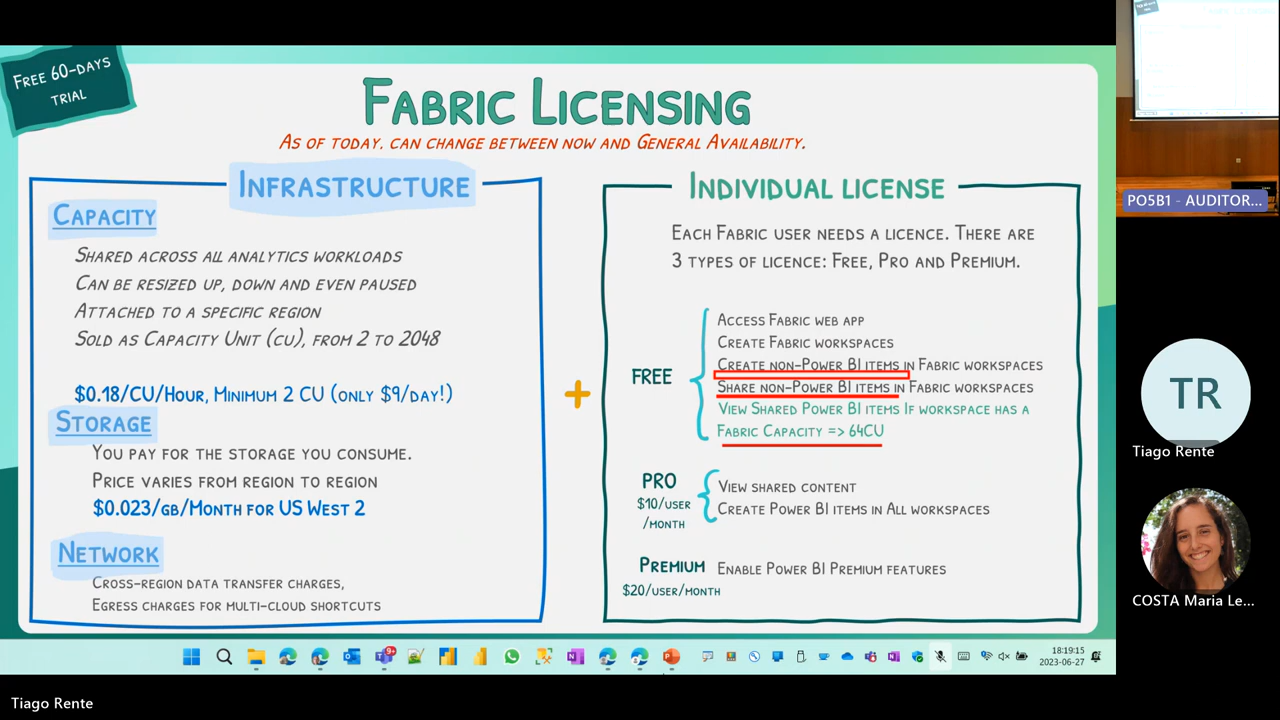 Free 60-days
trial
Fabric Licensing
As of today. can change between now and General Availability.
Infrastructure
Capacity
Shared across all analytics workloads
Can be resized up, down and even paused
Attached to a specific region
Sold as Capacity Unit (cu), from 2 to 2048
$0.18/CU/Hour, Minimum 2 CU (only $9/day!)
Storage
You pay for the storage you consume.
Price varies from region to region
$0.023/gb/Month for US West 2
Network
Cross-region data transfer charges,
Egress charges for multi-cloud shortcuts
+
Individual license
Each Fabric user needs a licence. There are
3 types of licence: Free, Pro and Premium.
FREE
Access Fabric web app
Create Fabric workspaces
Create non-Power BI items in Fabric workspaces
Share non-Power BI items in Fabric workspaces
View Shared Power BI items If workspace has a
Fabric Capacity => 64CU
PRO
$10/user
/month
View shared content
Create Power BI items in All workspaces
Premium
$20/user/month
Enable Power BI Premium features
9+
18:19:15
2023-06-27
PO5B1 - AUDITOR...
TR
Tiago Rente
COSTA Maria Le...
Tiago Rente